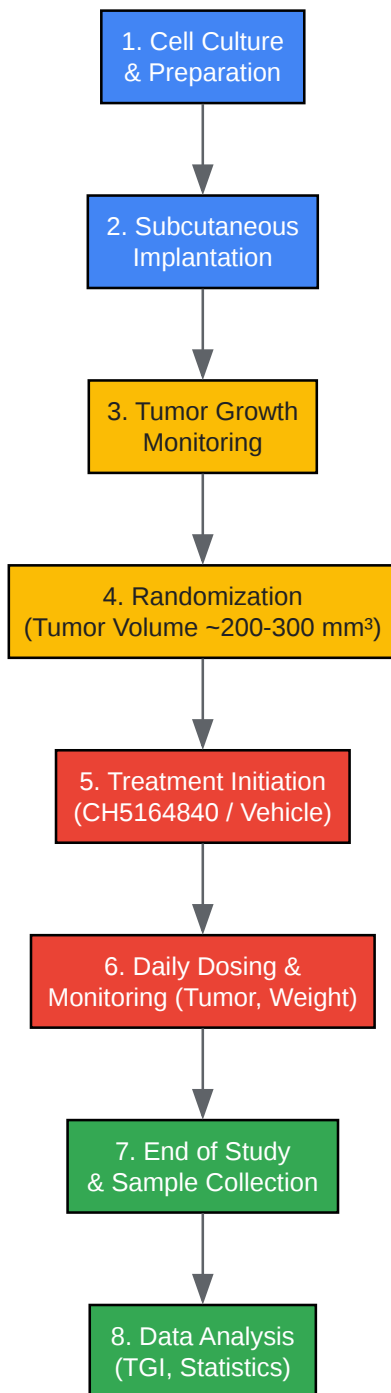 1. Cell Culture
& Preparation
2. Subcutaneous
Implantation
3. Tumor Growth
Monitoring
4. Randomization
(Tumor Volume ~200-300 mm³)
5. Treatment Initiation
(CH5164840 / Vehicle)
6. Daily Dosing &
Monitoring (Tumor, Weight)
7. End of Study
& Sample Collection
8. Data Analysis
(TGI, Statistics)